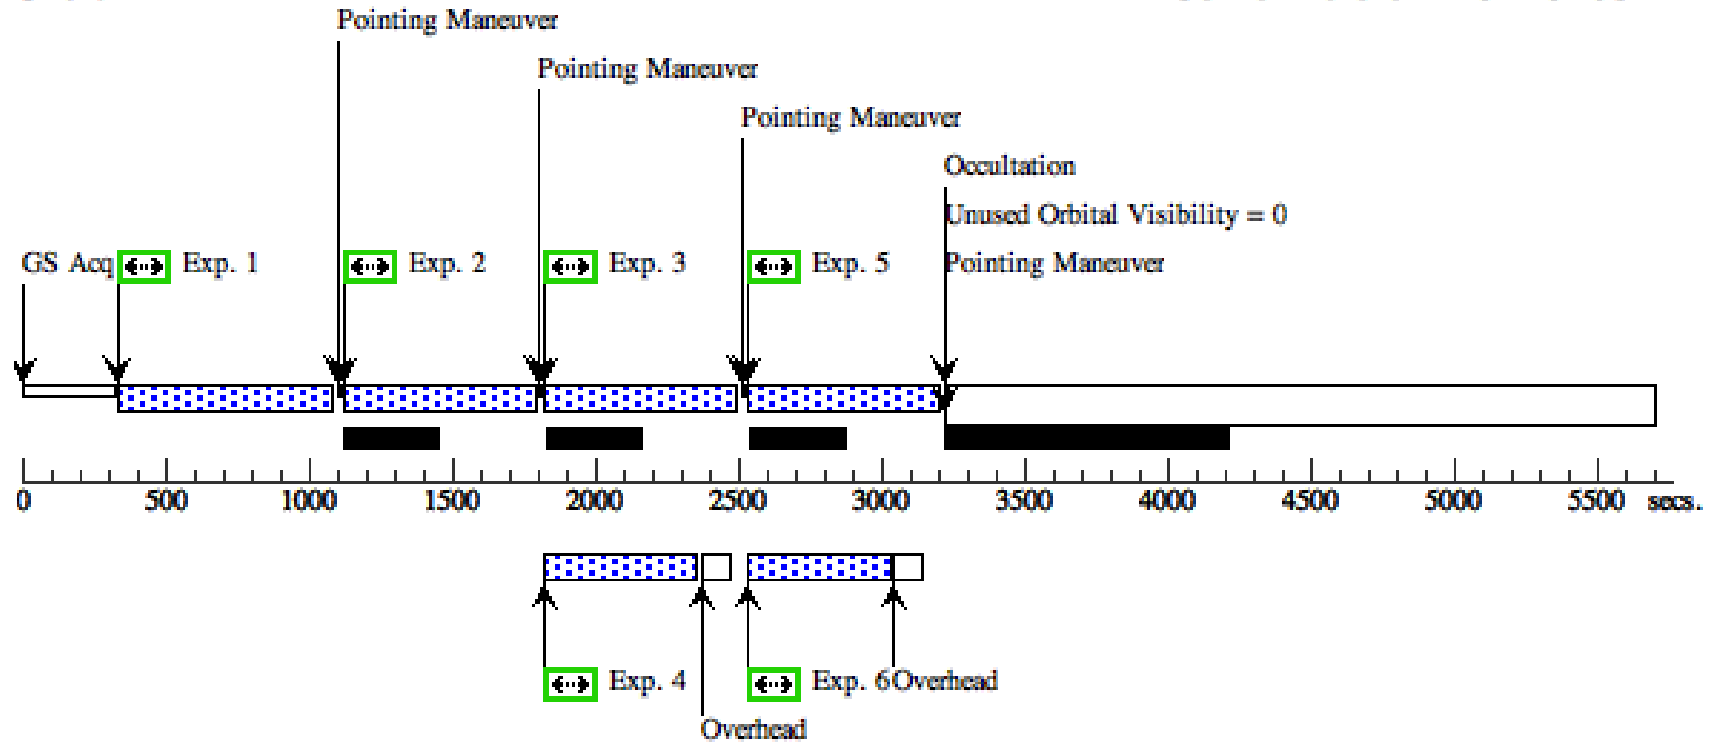 Pointing Maneuver
Pointing Maneuver
Pointing Maneuver
Occultation
Unused Orbital Visibility = 0
GS Acq Exp. 1 Exp. 2 Exp. 3 Exp. 5 Pointing Maneuver
0 500 1000 1500 2000 2500 3000 3500 4000 4500 5000 5500 secs.
Exp. 4 Exp. 6 Overhead
Overhead